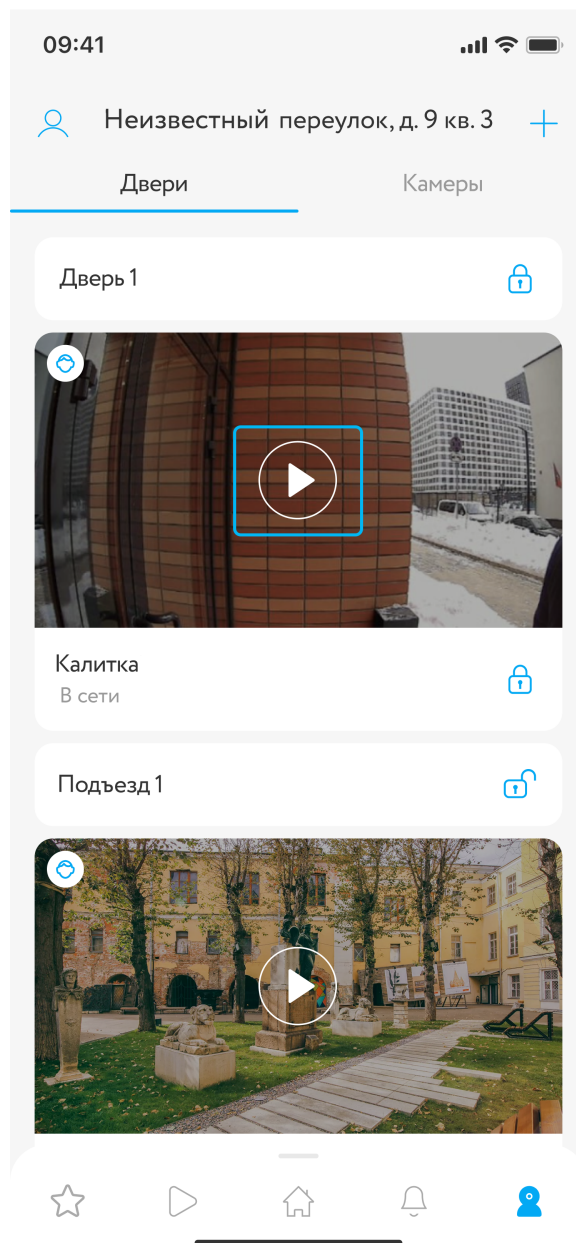 09:41
Неизвестный переулок, д. 9 кв. 3
Двери Камеры
Дверь 1
Калитка
В сети
Подъезд 1